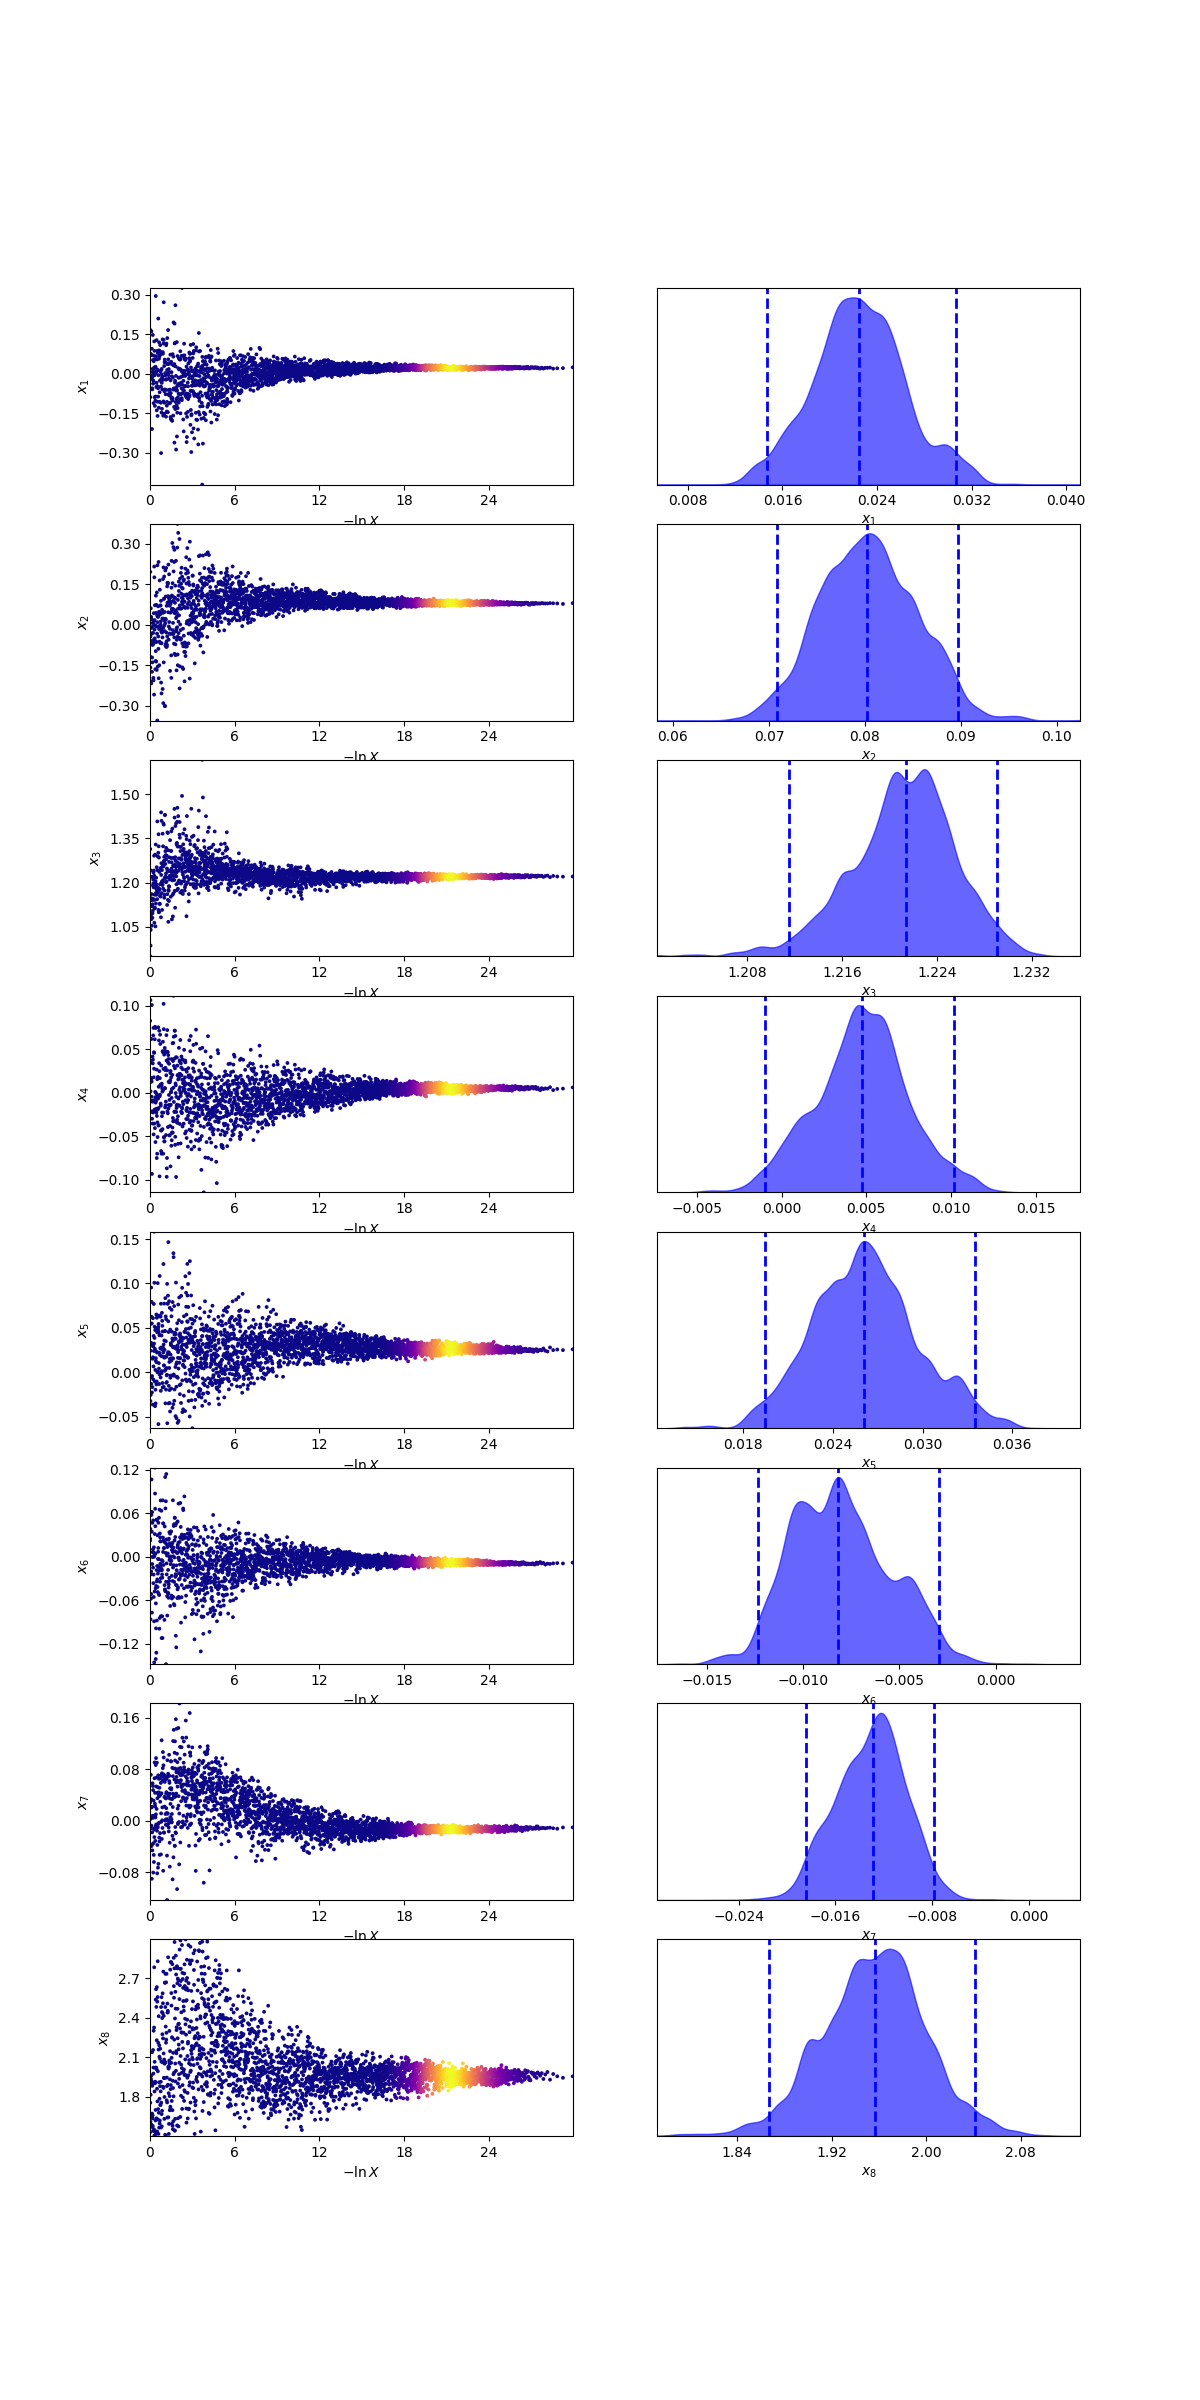 0.30
0.15
0.00
−0.15
−0.30
x₁
0 6 12 18 24
−ln X
0.008 0.016 0.024 0.032 0.040
x₁
0.30
0.15
0.00
−0.15
−0.30
x₂
0 6 12 18 24
−ln X
0.06 0.07 0.08 0.09 0.10
x₂
1.50
1.35
1.20
1.05
x₃
0 6 12 18 24
−ln X
1.208 1.216 1.224 1.232
x₃
0.10
0.05
0.00
−0.05
−0.10
x₄
0 6 12 18 24
−ln X
−0.005 0.000 0.005 0.010 0.015
x₄
0.15
0.10
0.05
0.00
−0.05
x₅
0 6 12 18 24
−ln X
0.018 0.024 0.030 0.036
x₅
0.12
0.06
0.00
−0.06
−0.12
x₆
0 6 12 18 24
−ln X
−0.015 −0.010 −0.005 0.000
x₆
0.16
0.08
0.00
−0.08
x₇
0 6 12 18 24
−ln X
−0.024 −0.016 −0.008 0.000
x₇
2.7
2.4
2.1
1.8
x₈
0 6 12 18 24
−ln X
1.84 1.92 2.00 2.08
x₈